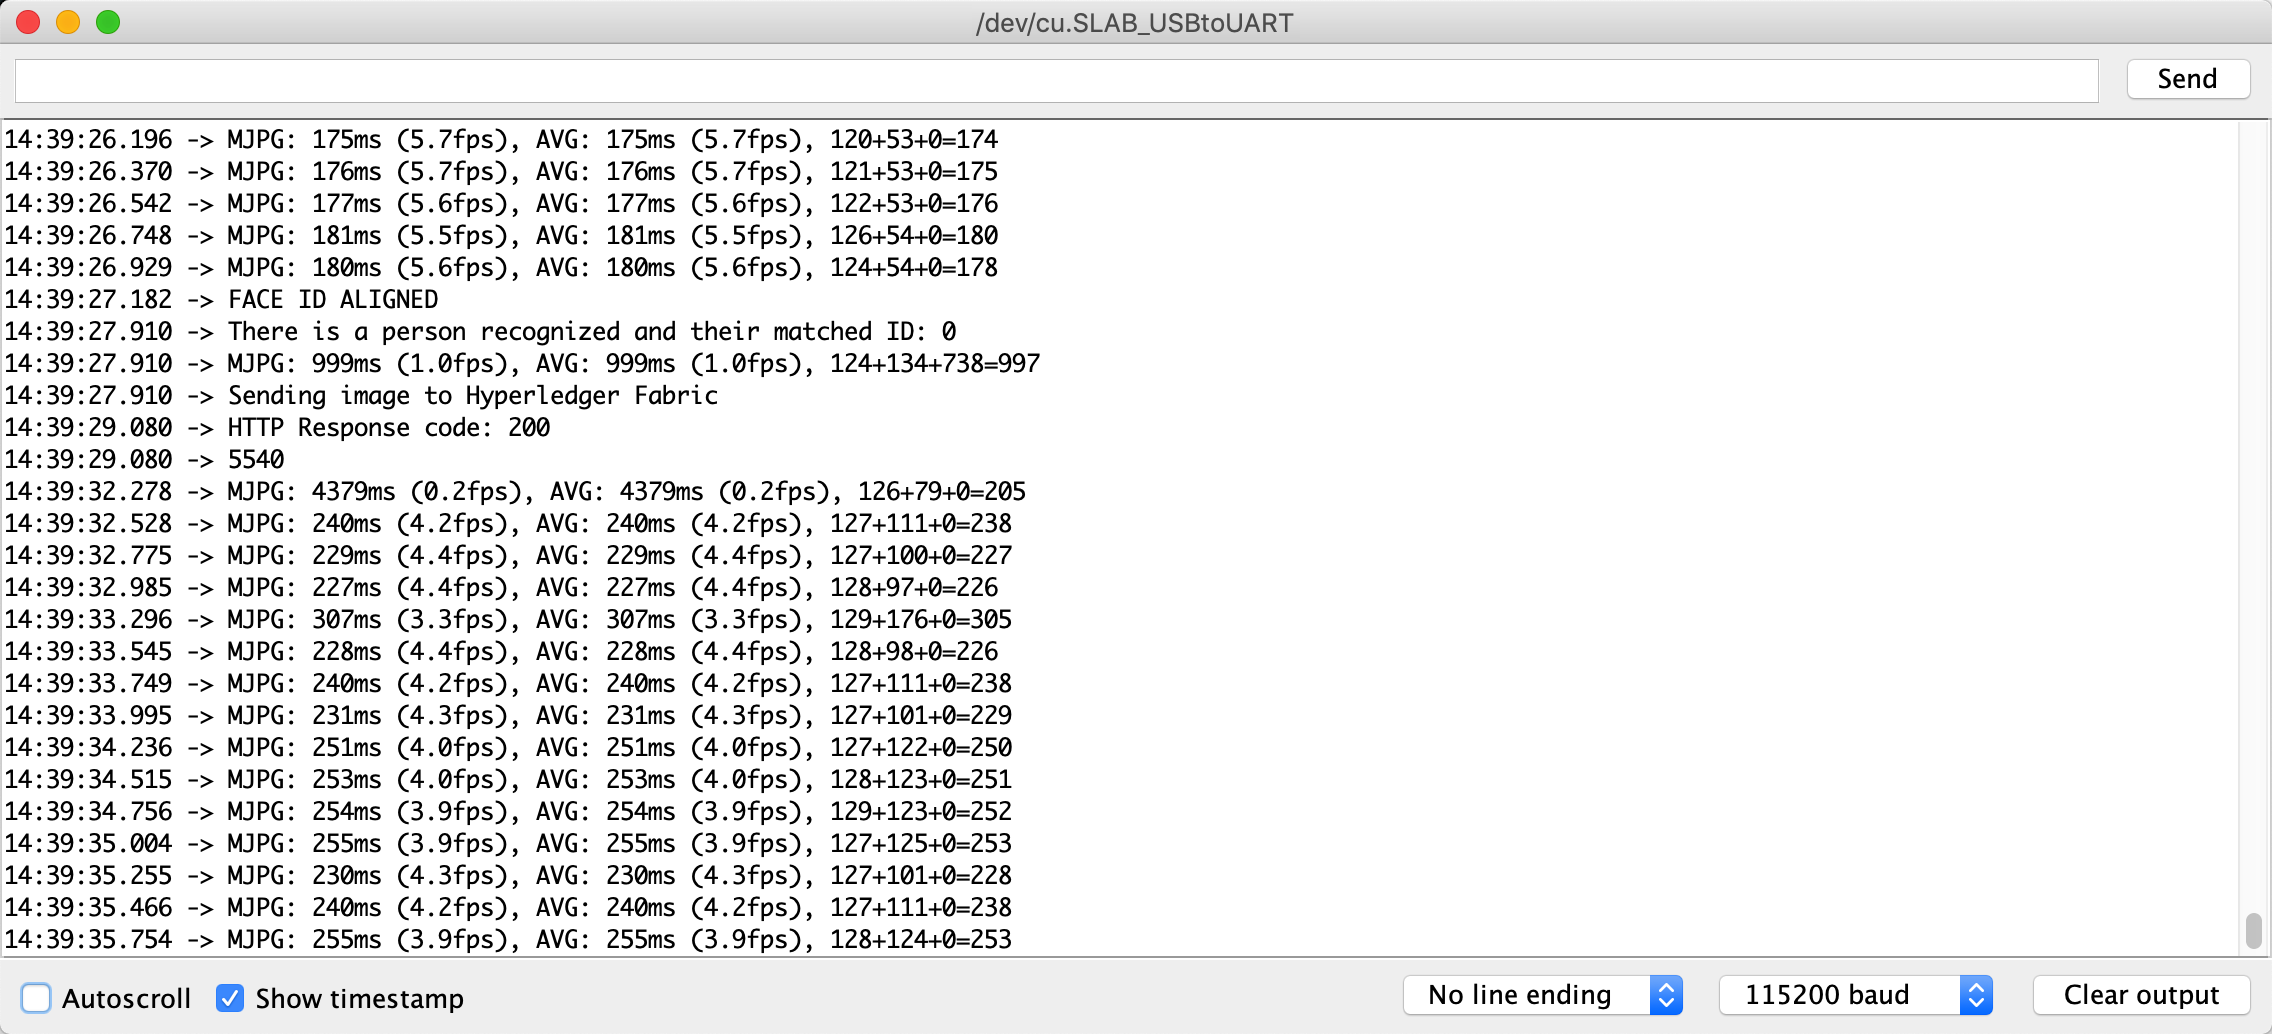 /dev/cu.SLAB_USBtoUART
Send
14:39:26.196 -> MJPG: 175ms (5.7fps), AVG: 175ms (5.7fps), 120+53+0=174
14:39:26.370 -> MJPG: 176ms (5.7fps), AVG: 176ms (5.7fps), 121+53+0=175
14:39:26.542 -> MJPG: 177ms (5.6fps), AVG: 177ms (5.6fps), 122+53+0=176
14:39:26.748 -> MJPG: 181ms (5.5fps), AVG: 181ms (5.5fps), 126+54+0=180
14:39:26.929 -> MJPG: 180ms (5.6fps), AVG: 180ms (5.6fps), 124+54+0=178
14:39:27.182 -> FACE ID ALIGNED
14:39:27.910 -> There is a person recognized and their matched ID: 0
14:39:27.910 -> MJPG: 999ms (1.0fps), AVG: 999ms (1.0fps), 124+134+738=997
14:39:27.910 -> Sending image to Hyperledger Fabric
14:39:29.080 -> HTTP Response code: 200
14:39:29.080 -> 5540
14:39:32.278 -> MJPG: 4379ms (0.2fps), AVG: 4379ms (0.2fps), 126+79+0=205
14:39:32.528 -> MJPG: 240ms (4.2fps), AVG: 240ms (4.2fps), 127+111+0=238
14:39:32.775 -> MJPG: 229ms (4.4fps), AVG: 229ms (4.4fps), 127+100+0=227
14:39:32.985 -> MJPG: 227ms (4.4fps), AVG: 227ms (4.4fps), 128+97+0=226
14:39:33.296 -> MJPG: 307ms (3.3fps), AVG: 307ms (3.3fps), 129+176+0=305
14:39:33.545 -> MJPG: 228ms (4.4fps), AVG: 228ms (4.4fps), 128+98+0=226
14:39:33.749 -> MJPG: 240ms (4.2fps), AVG: 240ms (4.2fps), 127+111+0=238
14:39:33.995 -> MJPG: 231ms (4.3fps), AVG: 231ms (4.3fps), 127+101+0=229
14:39:34.236 -> MJPG: 251ms (4.0fps), AVG: 251ms (4.0fps), 127+122+0=250
14:39:34.515 -> MJPG: 253ms (4.0fps), AVG: 253ms (4.0fps), 128+123+0=251
14:39:34.756 -> MJPG: 254ms (3.9fps), AVG: 254ms (3.9fps), 129+123+0=252
14:39:35.004 -> MJPG: 255ms (3.9fps), AVG: 255ms (3.9fps), 127+125+0=253
14:39:35.255 -> MJPG: 230ms (4.3fps), AVG: 230ms (4.3fps), 127+101+0=228
14:39:35.466 -> MJPG: 240ms (4.2fps), AVG: 240ms (4.2fps), 127+111+0=238
14:39:35.754 -> MJPG: 255ms (3.9fps), AVG: 255ms (3.9fps), 128+124+0=253
Autoscroll Show timestamp No line ending 115200 baud Clear output